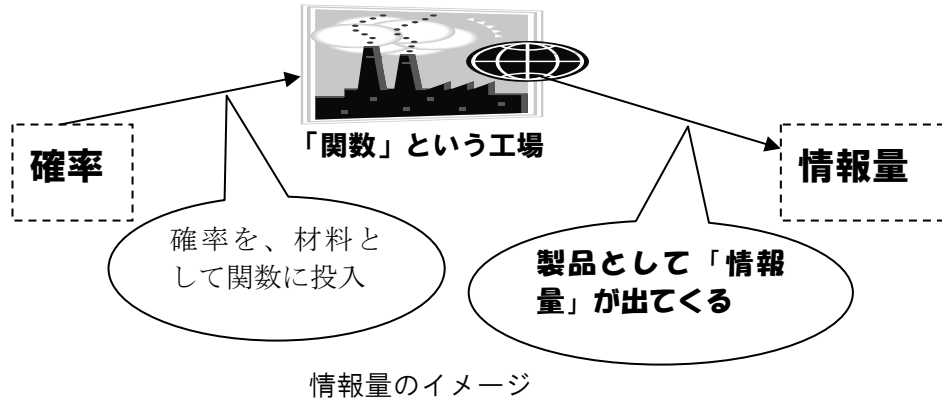 「関数」という工場
確率
情報量
確率を、材料と
して関数に投入
製品として「情報
量」が出てくる
情報量のイメージ